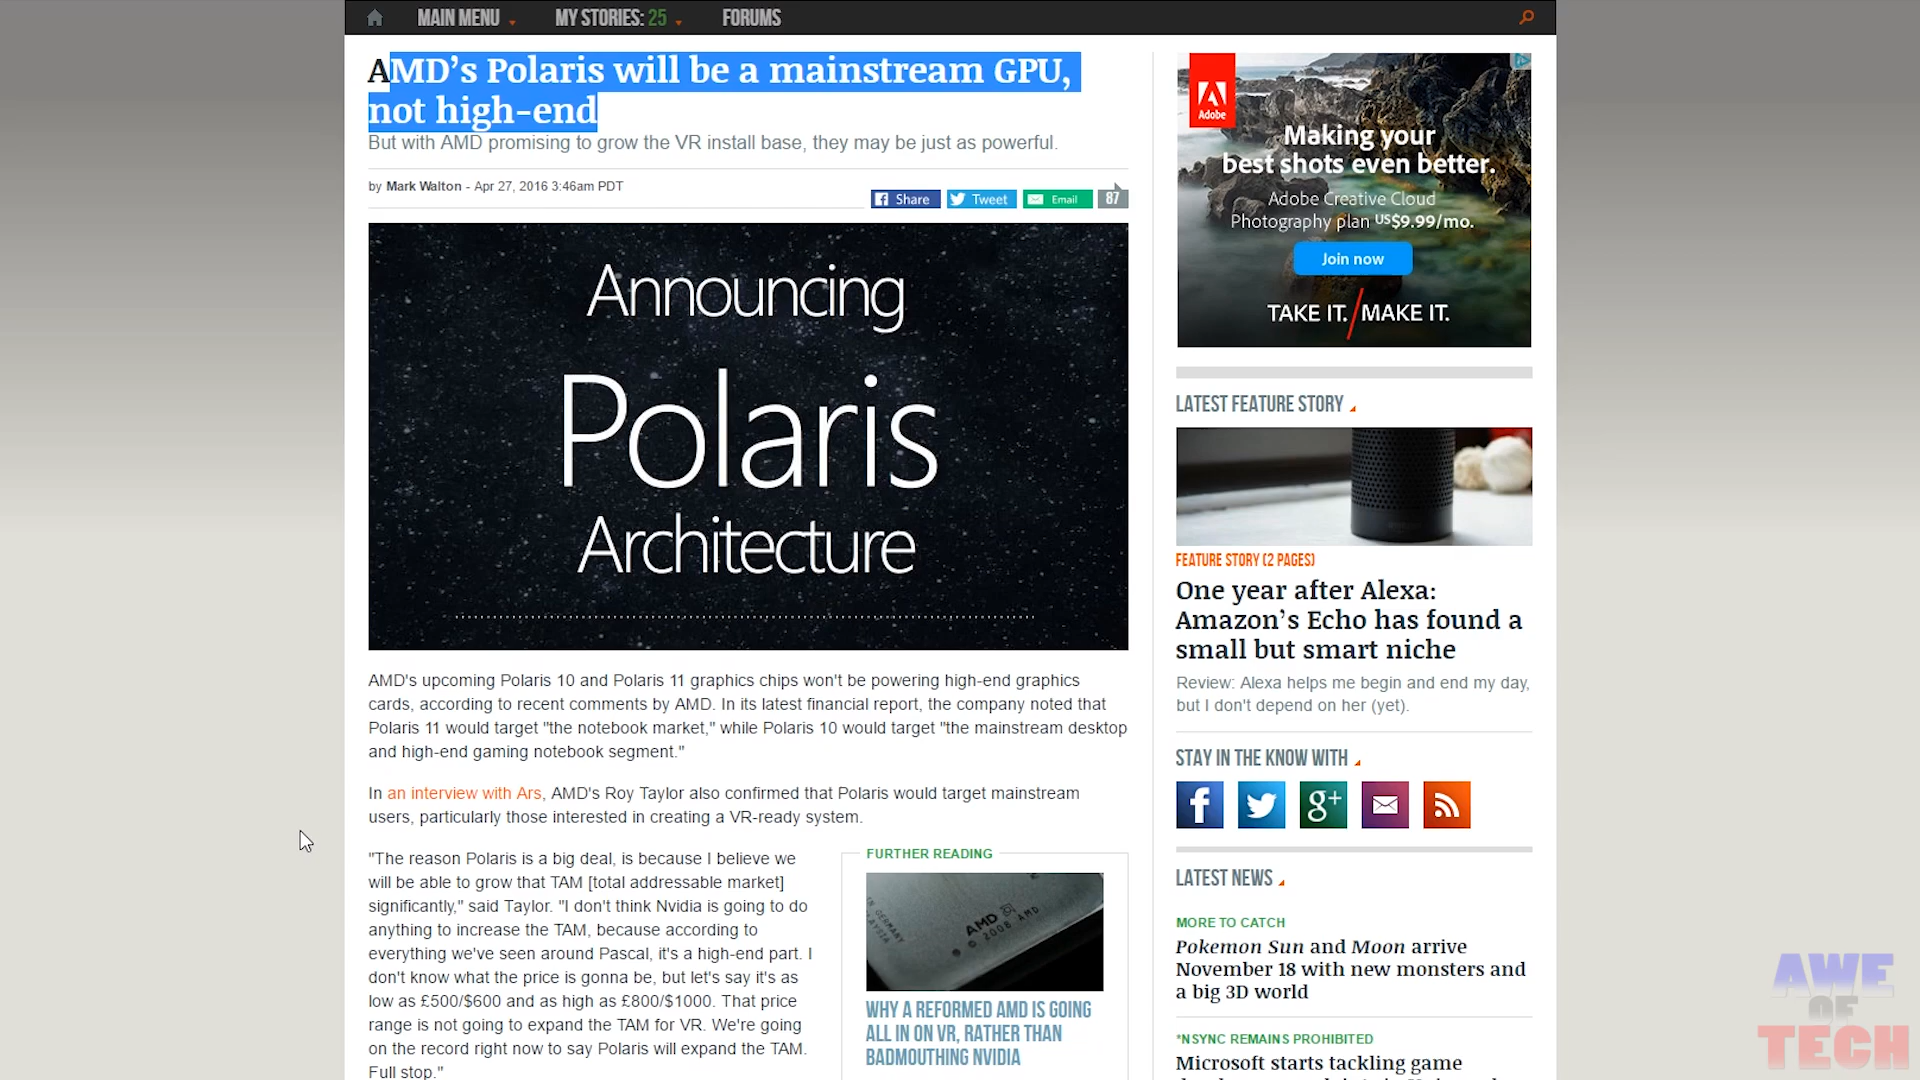 MAIN MENU
MY STORIES: 25
FORUMS
AMD’s Polaris will be a mainstream GPU,
not high-end
But with AMD promising to grow the VR install base, they may be just as powerful.
by Mark Walton - Apr 27, 2016 3:46am PDT
Share
Tweet
Email
87
Announcing
Polaris
Architecture
AMD's upcoming Polaris 10 and Polaris 11 graphics chips won't be powering high-end graphics
cards, according to recent comments by AMD. In its latest financial report, the company noted that
Polaris 11 would target "the notebook market," while Polaris 10 would target "the mainstream desktop
and high-end gaming notebook segment."
In an interview with Ars, AMD's Roy Taylor also confirmed that Polaris would target mainstream
users, particularly those interested in creating a VR-ready system.
"The reason Polaris is a big deal, is because I believe we
will be able to grow that TAM [total addressable market]
significantly," said Taylor. "I don't think Nvidia is going to do
anything to increase the TAM, because according to
everything we've seen around Pascal, it's a high-end part. I
don't know what the price is gonna be, but let's say it's as
low as £500/$600 and as high as £800/$1000. That price
range is not going to expand the TAM for VR. We're going
on the record right now to say Polaris will expand the TAM.
Full stop."
FURTHER READING
AMD
© 2008 AMD
WHY A REFORMED AMD IS GOING
ALL IN ON VR, RATHER THAN
BADMOUTHING NVIDIA
Adobe
Making your
best shots even better.
Adobe Creative Cloud
Photography plan US$9.99/mo.
Join now
TAKE IT. / MAKE IT.
LATEST FEATURE STORY
FEATURE STORY (2 PAGES)
One year after Alexa:
Amazon’s Echo has found a
small but smart niche
Review: Alexa helps me begin and end my day,
but I don't depend on her (yet).
STAY IN THE KNOW WITH
f
g+
LATEST NEWS
MORE TO CATCH
Pokemon Sun and Moon arrive
November 18 with new monsters and
a big 3D world
*NSYNC REMAINS PROHIBITED
Microsoft starts tackling game
AWE
OF
TECH